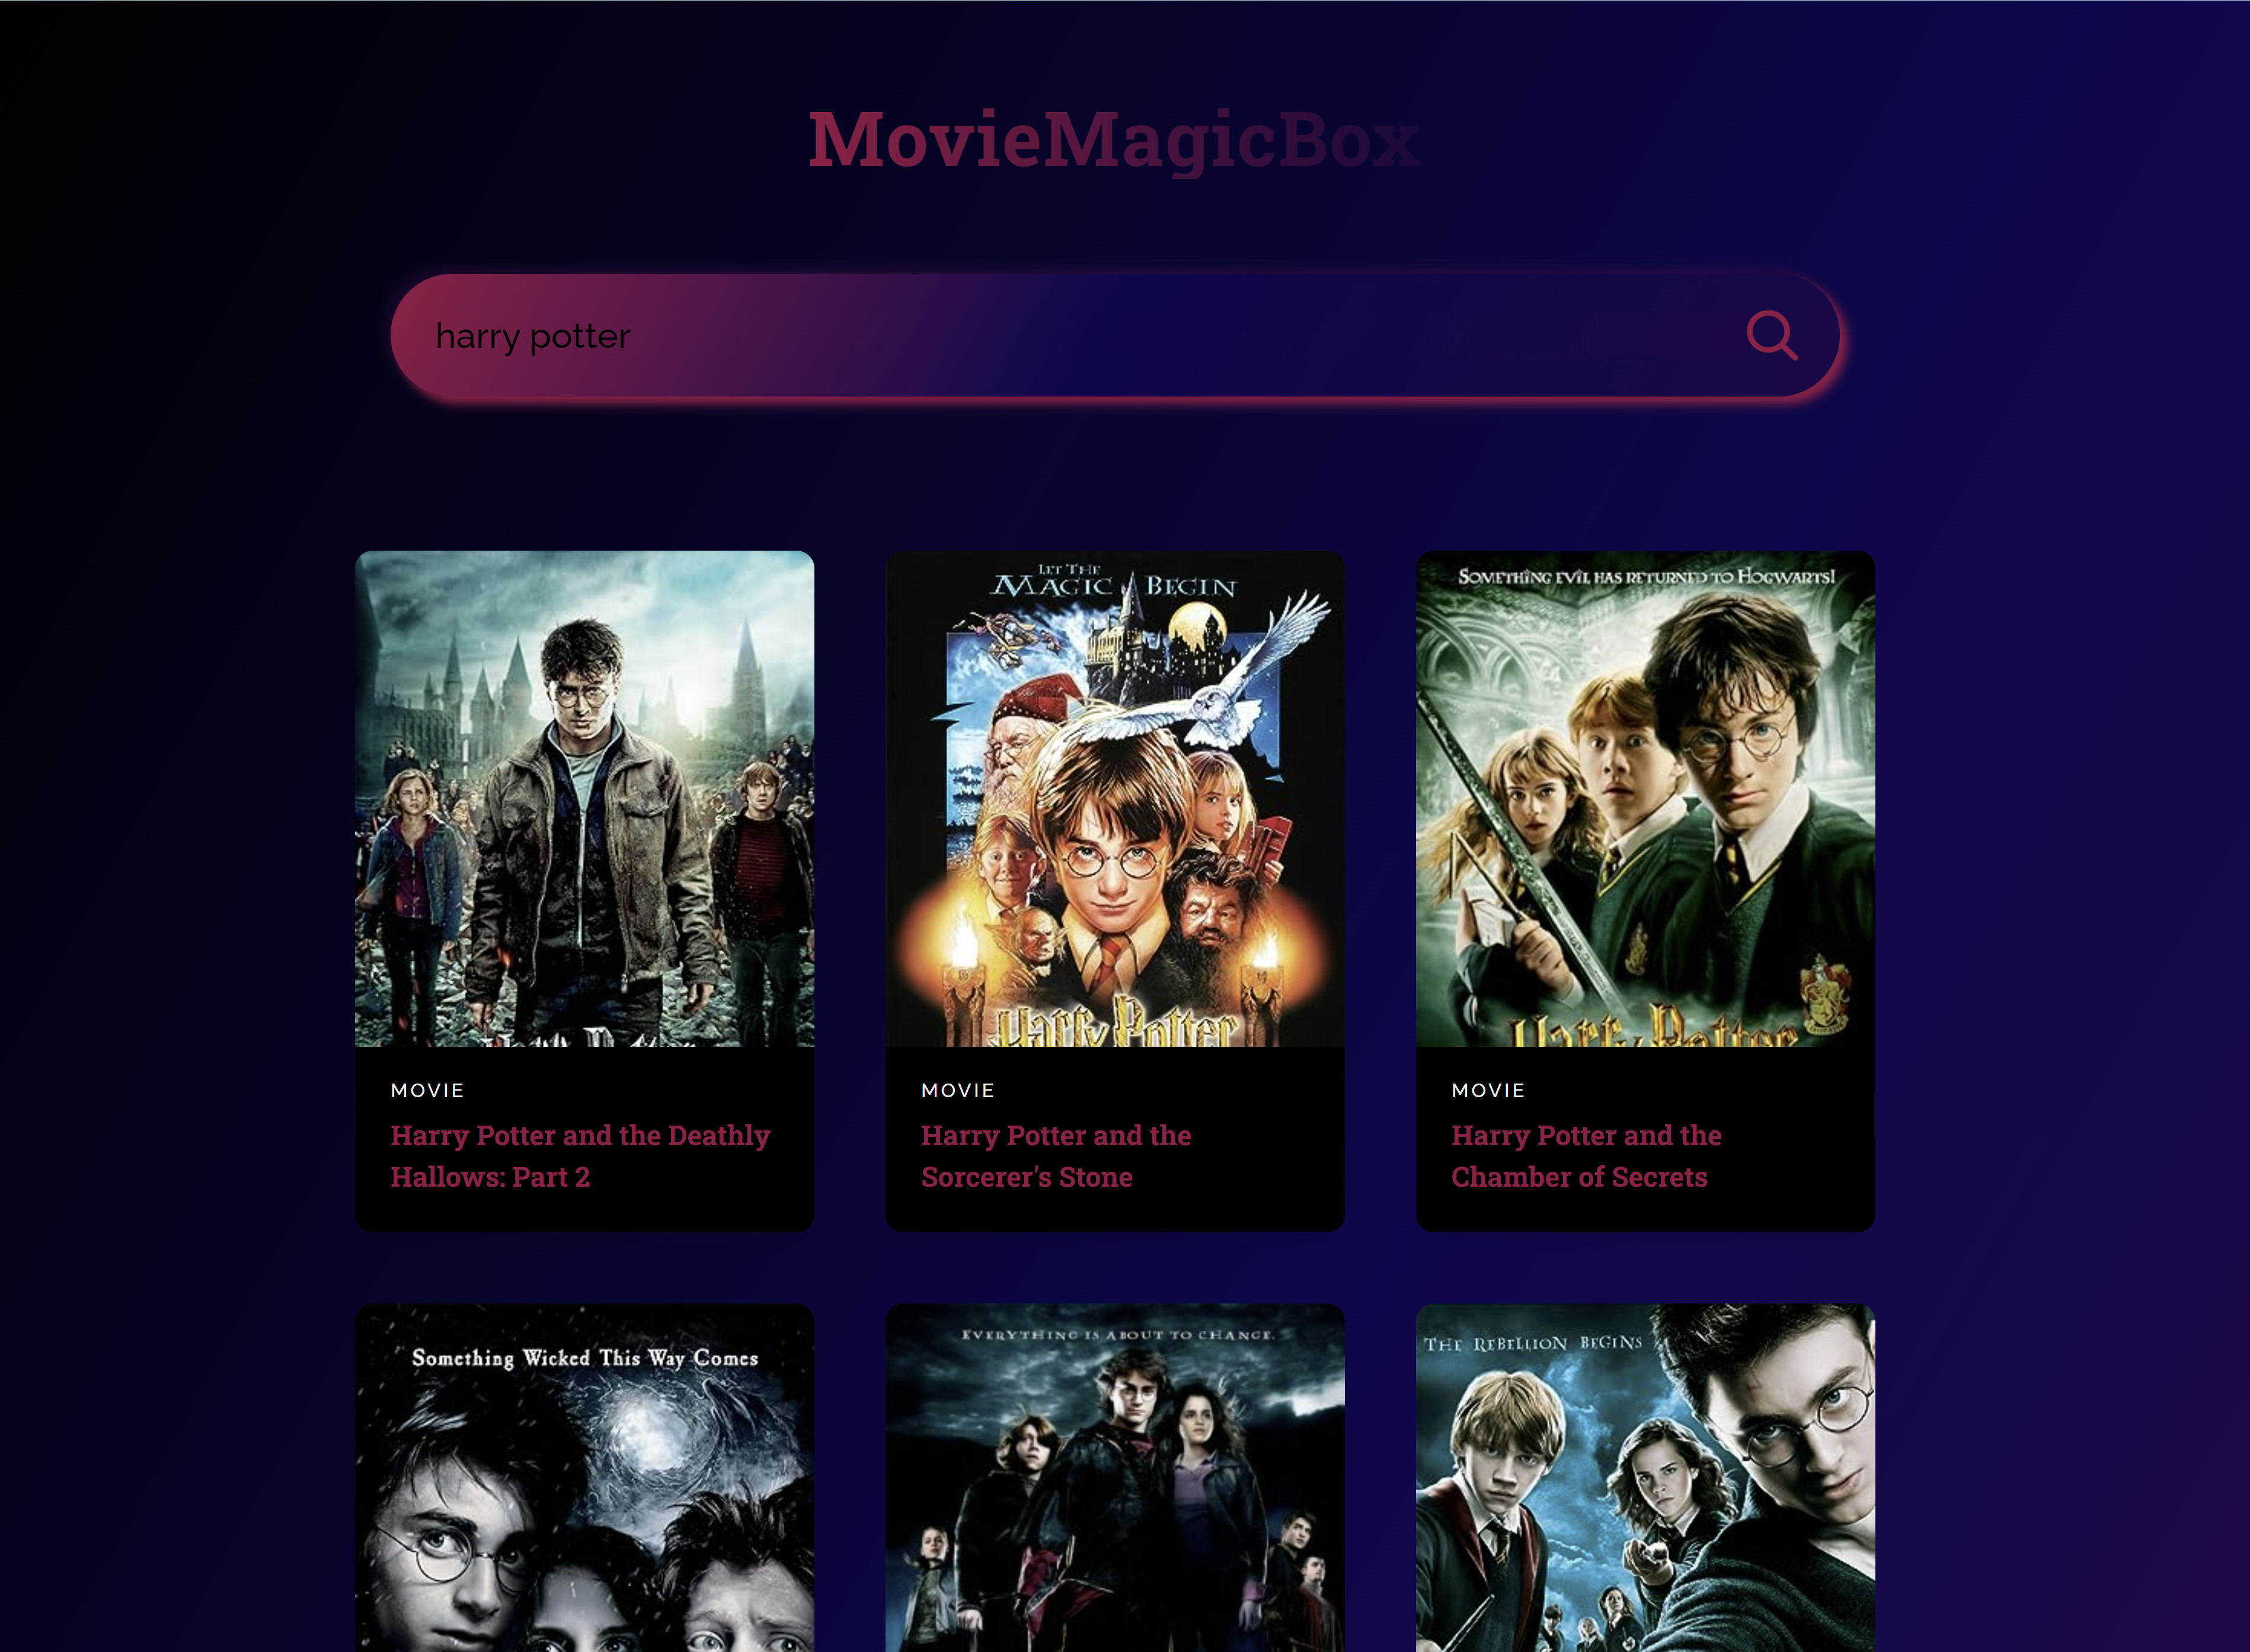 MovieMagicBox
harry potter
LET THE
MAGIC BEGIN
SOMETHING EVIL HAS RETURNED TO HOGWARTS!
Harry Potter
Harry Potter
MOVIE
MOVIE
MOVIE
Harry Potter and the Deathly
Hallows: Part 2
Harry Potter and the
Sorcerer's Stone
Harry Potter and the
Chamber of Secrets
Something Wicked This Way Comes
EVERYTHING IS ABOUT TO CHANGE.
THE REBELLION BEGINS